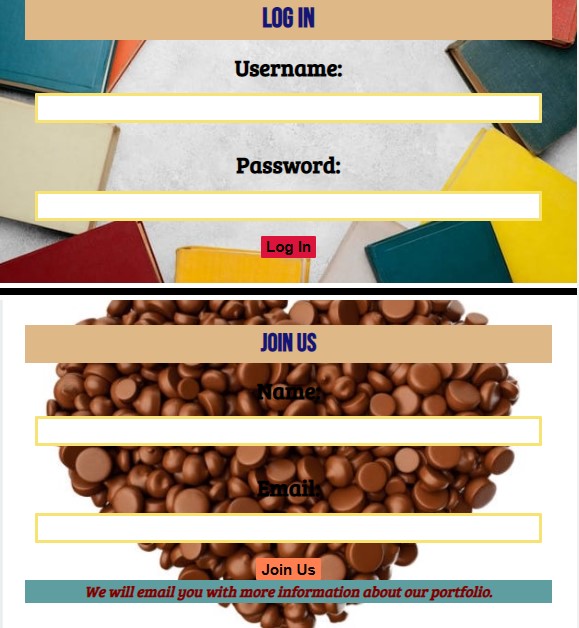 LOG IN
Username:
Password:
Log In
JOIN US
Name:
Email:
Join Us
We will email you with more information about our portfolio.